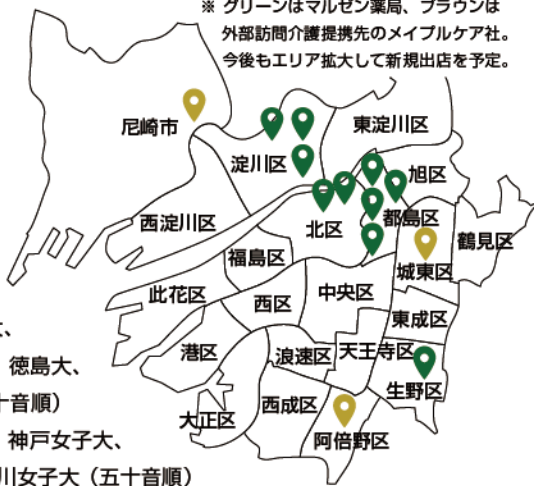 ※ グリーンはマルゼン薬局、ブラウンは
外部訪問介護提携先のメイプルケア社。
今後もエリア拡大して新規出店を予定。
尼崎市
東淀川区
淀川区
旭区
西淀川区
北区
都島区
鶴見区
福島区
城東区
此花区
西区
中央区
東成区
港区
浪速区
天王寺区
生野区
大正区
西成区
阿倍野区
、
徳島大、
十音順）
神戸女子大、
川女子大（五十音順）